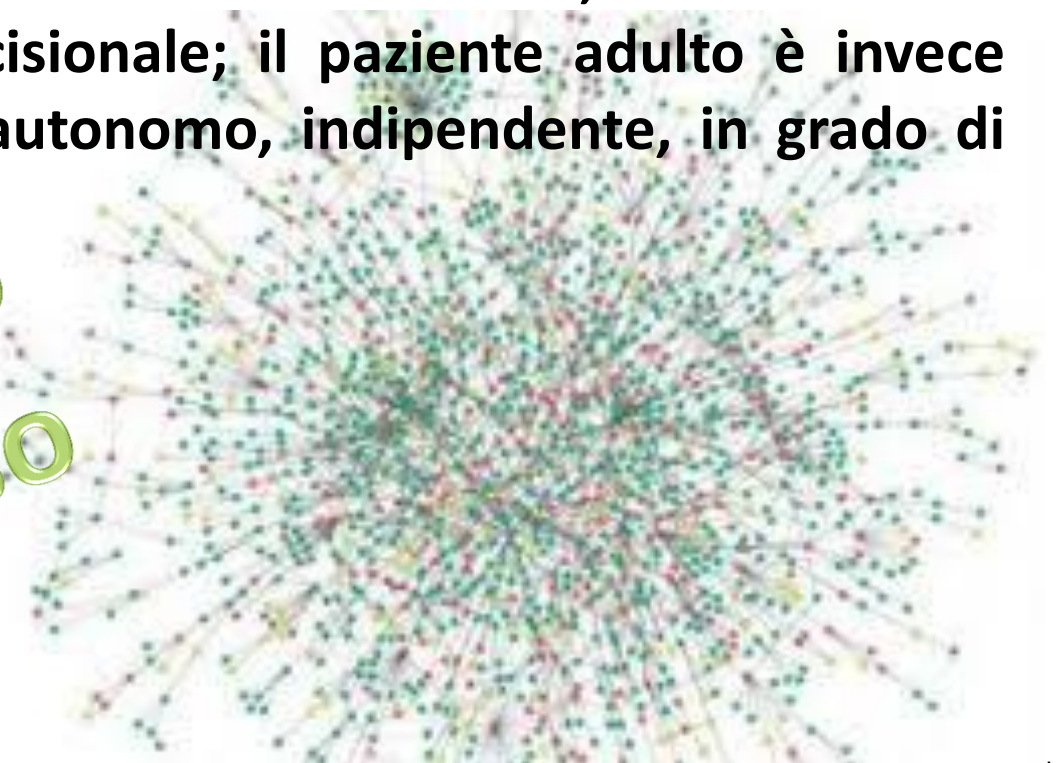 cisionale; il paziente adulto è invece
autonomo, indipendente, in grado di
o